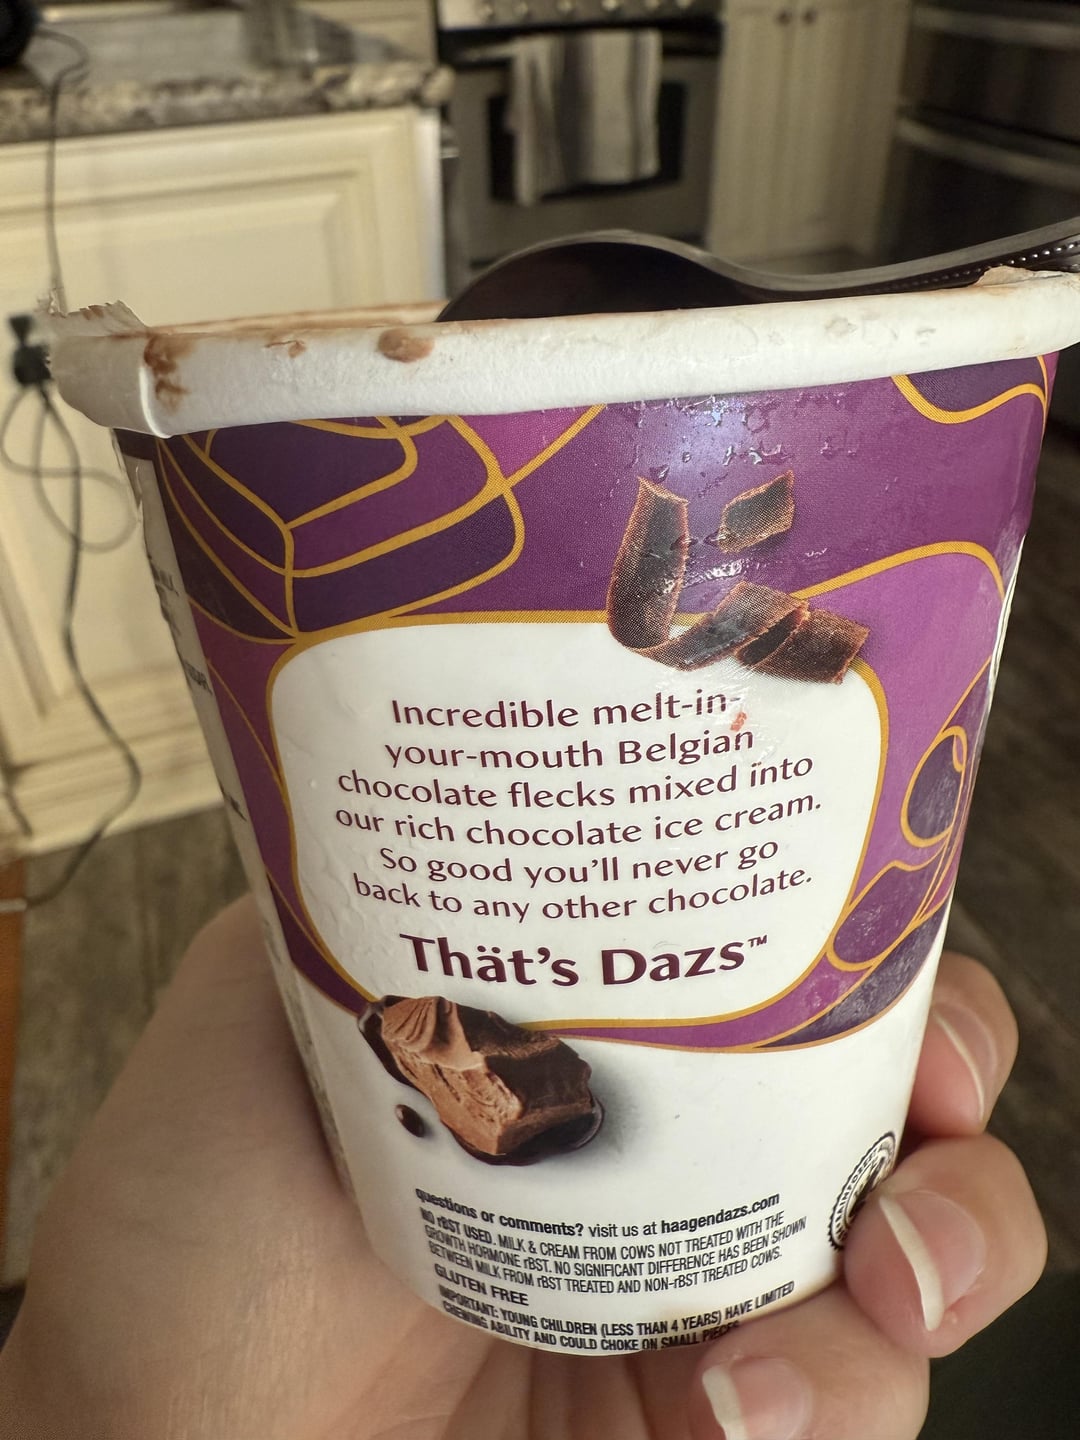 Incredible melt-in-
your-mouth Belgian
chocolate flecks mixed into
our rich chocolate ice cream.
So good you'll never go
back to any other chocolate.
Thät's Dazs™
questions or comments? visit us at haagendazs.com
NO rBST USED. MILK & CREAM FROM COWS NOT TREATED WITH THE
GROWTH HORMONE rBST. NO SIGNIFICANT DIFFERENCE HAS BEEN SHOWN
BETWEEN MILK FROM rBST TREATED AND NON-rBST TREATED COWS.
GLUTEN FREE
IMPORTANT: YOUNG CHILDREN (LESS THAN 4 YEARS) HAVE LIMITED
CHEWING ABILITY AND COULD CHOKE ON SMALL PIECES